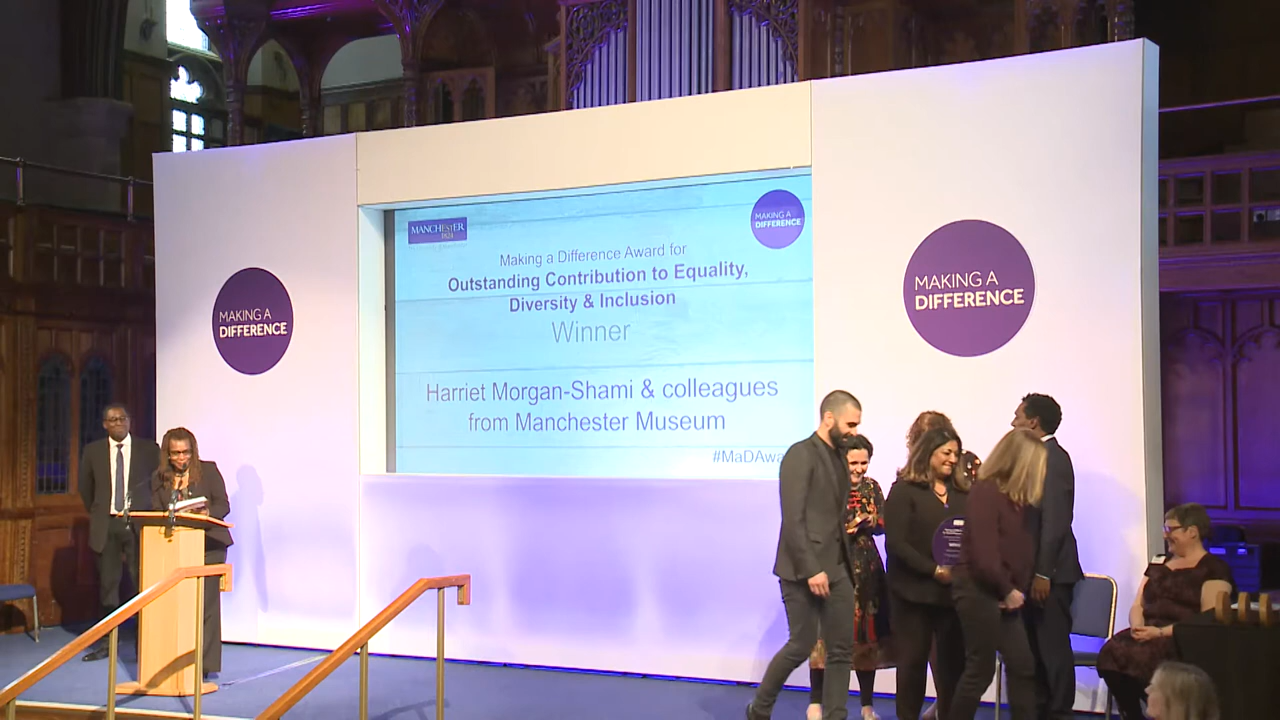 MANCHESTER
1824
MAKING A
DIFFERENCE
Making a Difference Award for
Outstanding Contribution to Equality,
Diversity & Inclusion
Winner
Harriet Morgan-Shami & colleagues
from Manchester Museum
#MaDAwa
MAKING A
DIFFERENCE
MAKING A
DIFFERENCE